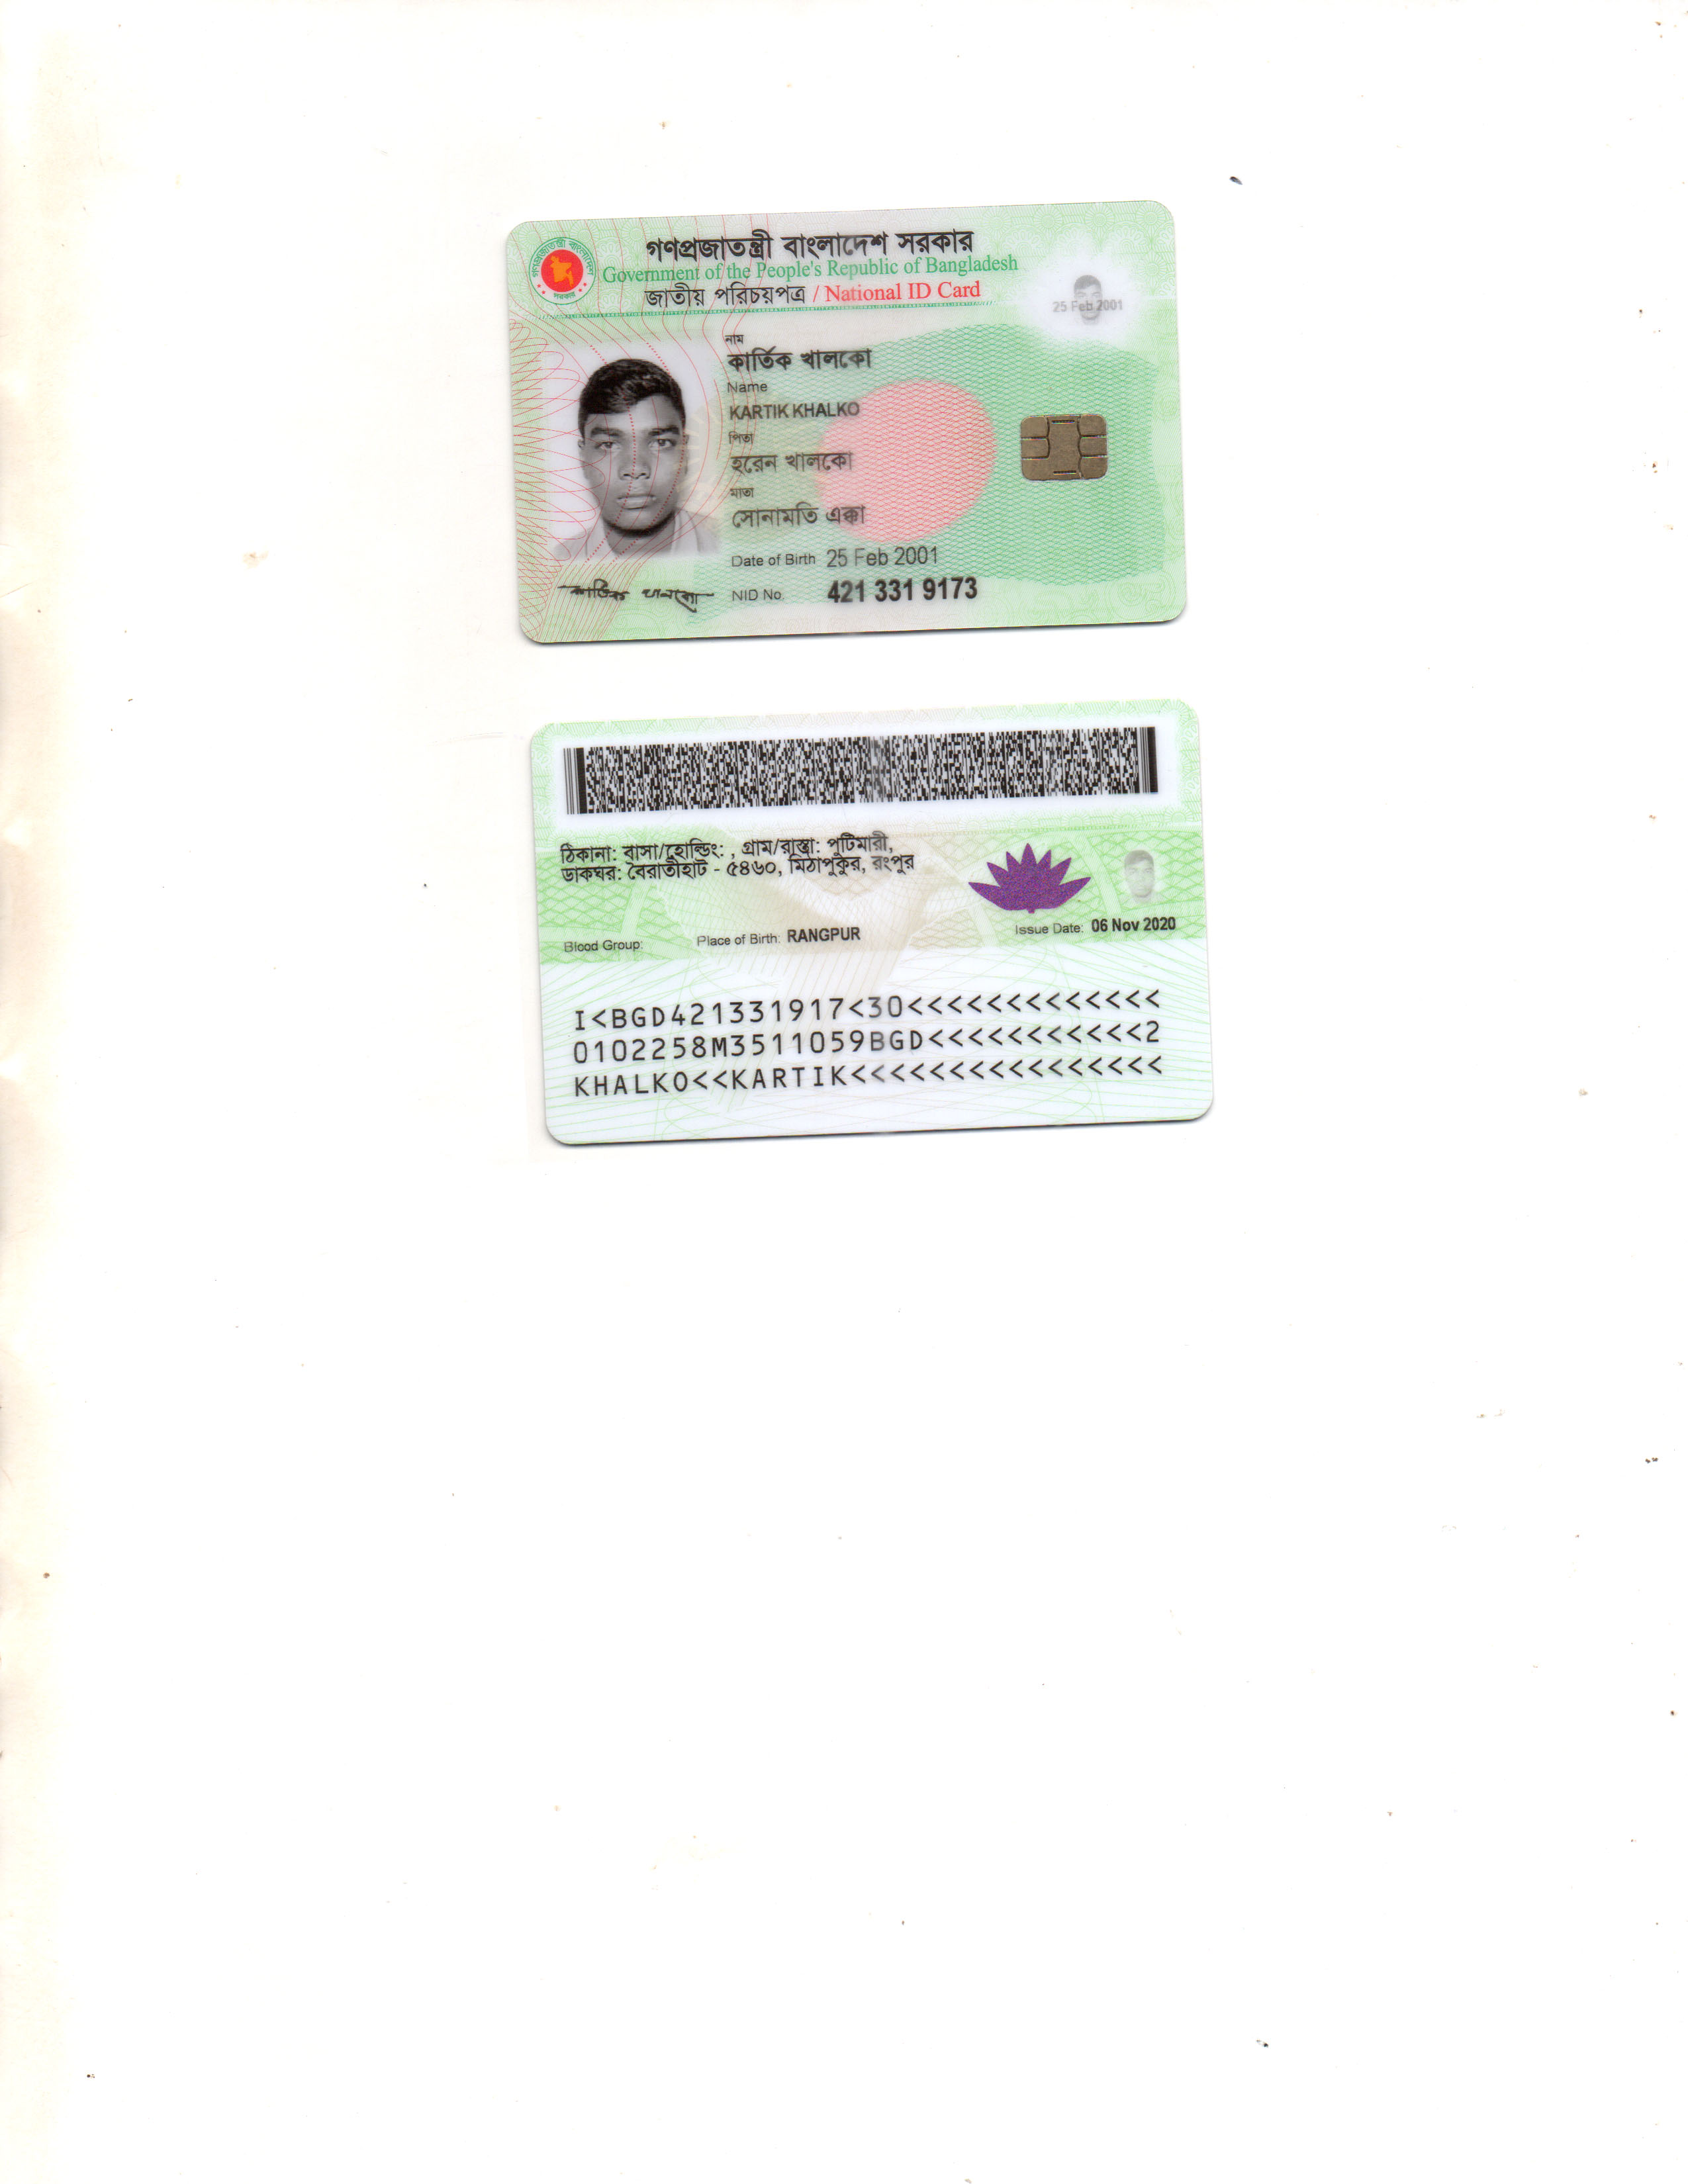 গণপ্রজাতন্ত্রী বাংলাদেশ সরকার
Government of the People's Republic of Bangladesh
জাতীয় পরিচয়পত্র / National ID Card
25 Feb 2001
নাম
কার্তিক খালকো
Name
KARTIK KHALKO
পিতা
হরেন খালকো
মাতা
সোনামতি এক্কা
Date of Birth 25 Feb 2001
কার্তিক খালকো
NID No. 421 331 9173
ঠিকানা: বাসা/হোল্ডিং: , গ্রাম/রাস্তা: পুটিমারী,
ডাকঘর: বৈরাতীহাট - ৫৪৬০, মিঠাপুকুর, রংপুর
Blood Group: Place of Birth: RANGPUR Issue Date: 06 Nov 2020
I<BGD421331917<30<<<<<<<<<<<<<
0102258M3511059BGD<<<<<<<<<<<2
KHALKO<<KARTIK<<<<<<<<<<<<<<<<